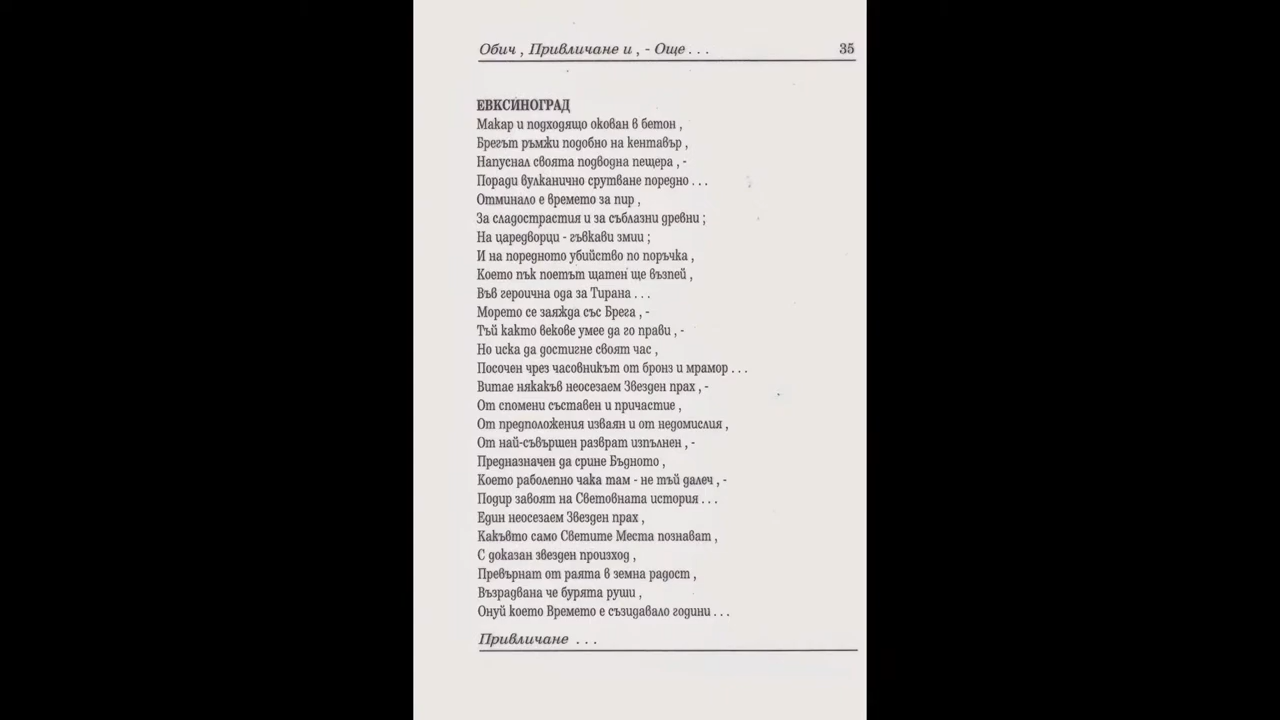 Обич , Привличане и , - Още . . . 35
ЕВКСИНОГРАД
Макар и подходящо окован в бетон ,
Брегът ръмжи подобно на кентавър ,
Напуснал своята подводна пещера , -
Поради вулканично срутване поредно . . .
Отминало е времето за пир ,
За сладострастия и за съблазни древни ;
На царедворци - гъвкави змии ;
И на поредното убийство по поръчка ,
Което пък поетът щатен ще възпей ,
Във героична ода за Тирана . . .
Морето се заяжда със Брега , -
Тъй както векове умее да го прави , -
Но иска да достигне своят час ,
Посочен чрез часовникът от бронз и мрамор . . .
Витае някакъв неосезаем Звезден прах , -
От спомени съставен и причастие ,
От предположения изваян и от недомислия ,
От най-съвършен разврат изпълнен , -
Предназначен да срине Бъдното ,
Което раболепно чака там - не тъй далеч , -
Подир завоят на Световната история . . .
Един неосезаем Звезден прах ,
Какъвто само Светите Места познават ,
С доказан звезден произход ,
Превърнат от раята в земна радост ,
Възрадвана че бурята руши ,
Онуй което Времето е съзидавало години . . .
Привличане . . .